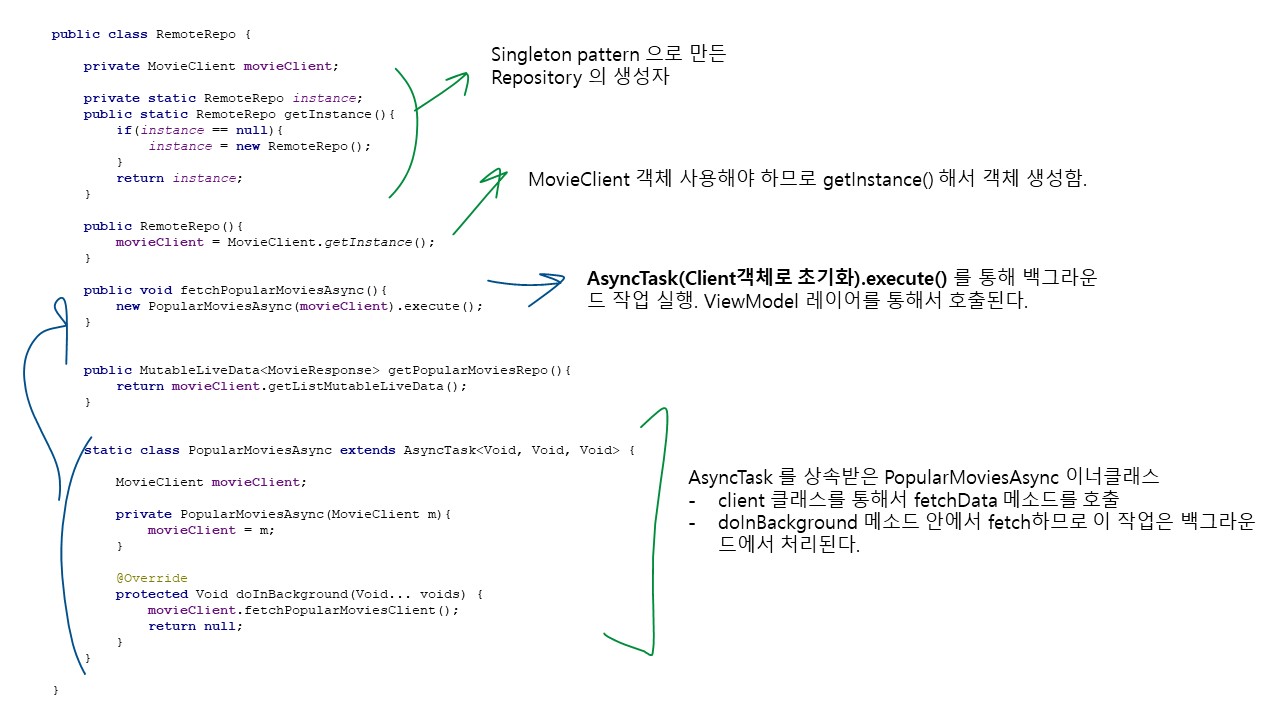 public class RemoteRepo {
private MovieClient movieClient;
private static RemoteRepo instance;
public static RemoteRepo getInstance(){
if(instance == null){
instance = new RemoteRepo();
}
return instance;
}
public RemoteRepo(){
movieClient = MovieClient.getInstance();
}
public void fetchPopularMoviesAsync(){
new PopularMoviesAsync(movieClient).execute();
}
public MutableLiveData<MovieResponse> getPopularMoviesRepo(){
return movieClient.getListMutableLiveData();
}
static class PopularMoviesAsync extends AsyncTask<Void, Void, Void> {
MovieClient movieClient;
private PopularMoviesAsync(MovieClient m){
movieClient = m;
}
@Override
protected Void doInBackground(Void... voids) {
movieClient.fetchPopularMoviesClient();
return null;
}
}
}
Singleton pattern 으로 만든
Repository 의 생성자
MovieClient 객체 사용해야 하므로 getInstance() 해서 객체 생성함.
AsyncTask(Client객체로 초기화).execute() 를 통해 백그라운
드 작업 실행. ViewModel 레이어를 통해서 호출된다.
AsyncTask 를 상속받은 PopularMoviesAsync 이너클래스
- client 클래스를 통해서 fetchData 메소드를 호출
- doInBackground 메소드 안에서 fetch하므로 이 작업은 백그라운
드에서 처리된다.